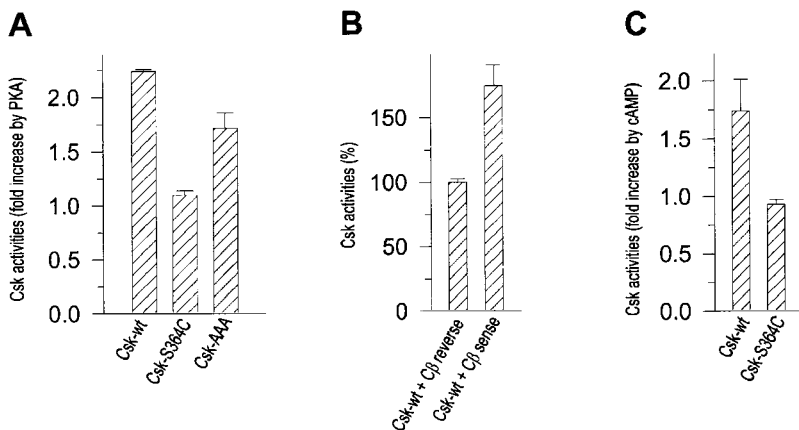 A
Csk activities (fold increase by PKA)
2.0
1.5
1.0
0.5
0.0
Csk-wt
Csk-S364C
Csk-AAA
B
Csk activities (%)
150
100
50
0
Csk-wt + Cβ reverse
Csk-wt + Cβ sense
C
Csk activities (fold increase by cAMP)
2.0
1.5
1.0
0.5
0.0
Csk-wt
Csk-S364C